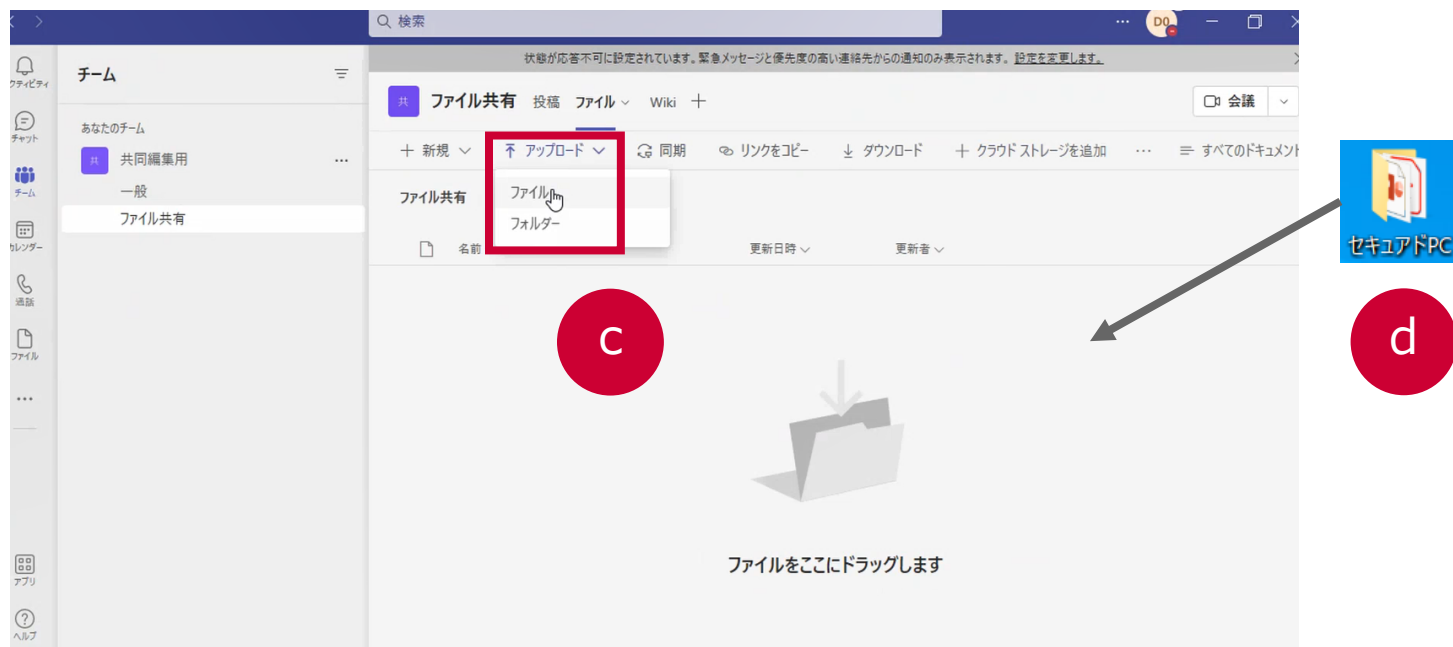 検索
DO
状態が応答不可に設定されています。緊急メッセージと優先度の高い連絡先からの通知のみ表示されます。設定を変更します。
クティビティ
チャット
チーム
カレンダー
通話
ファイル
アプリ
ヘルプ
チーム
あなたのチーム
共 共同編集用
一般
ファイル共有
共 ファイル共有 投稿 ファイル Wiki
会議
新規 アップロード 同期 リンクをコピー ダウンロード クラウド ストレージを追加 すべてのドキュメント
ファイル
フォルダー
ファイル共有
名前 更新日時 更新者
c
ファイルをここにドラッグします
セキュアドPC
d